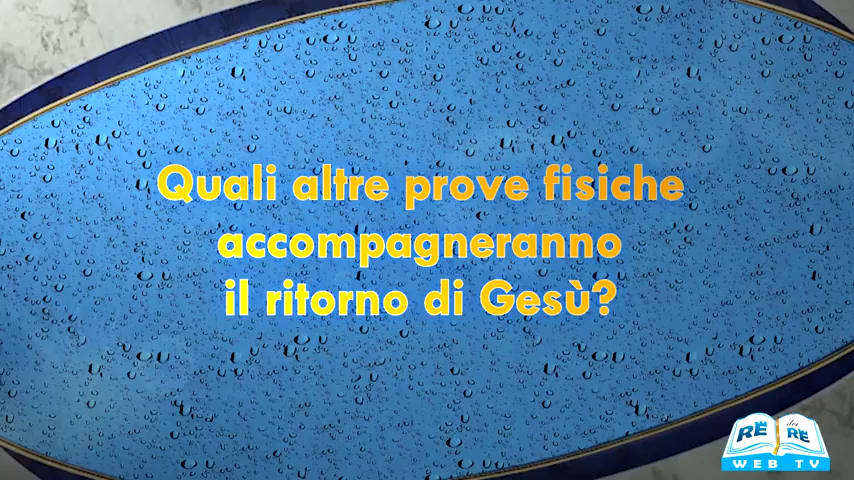 Quali altre prove fisiche
accompagneranno
il ritorno di Gesù?
RE dei RE
WEB TV